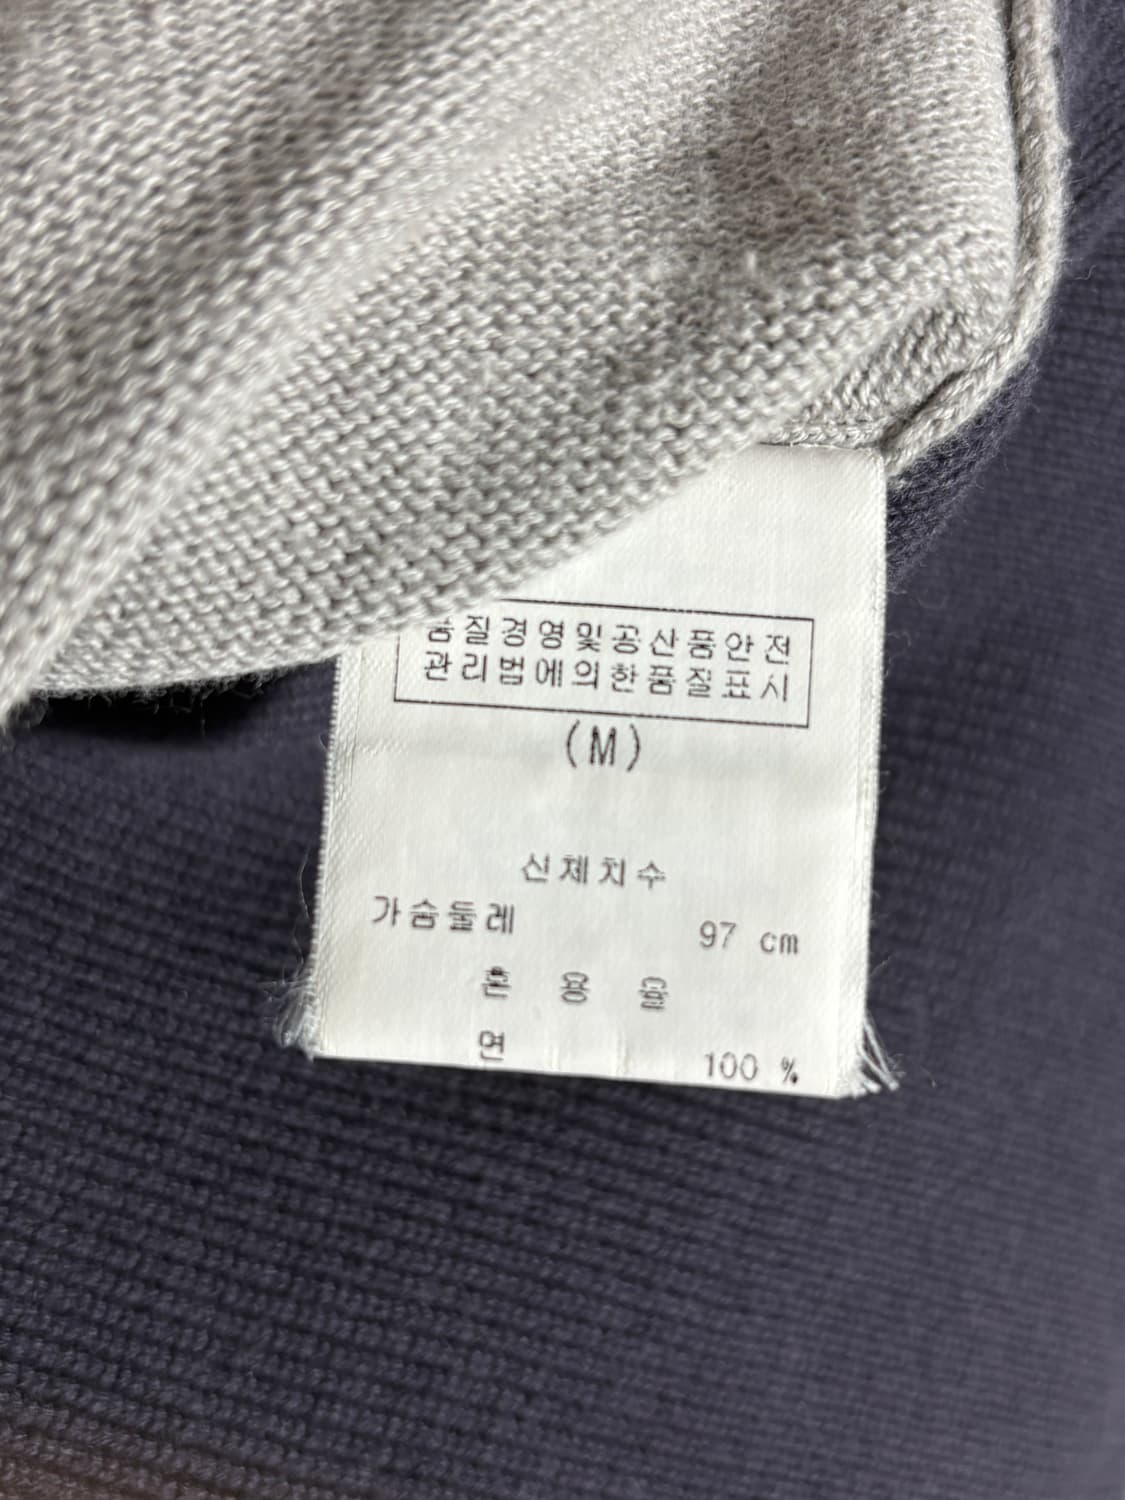 품질경영및공산품안전
관리법에의한품질표시
(M)
신체치수
가슴둘레 97 cm
혼 용 율
면 100 %